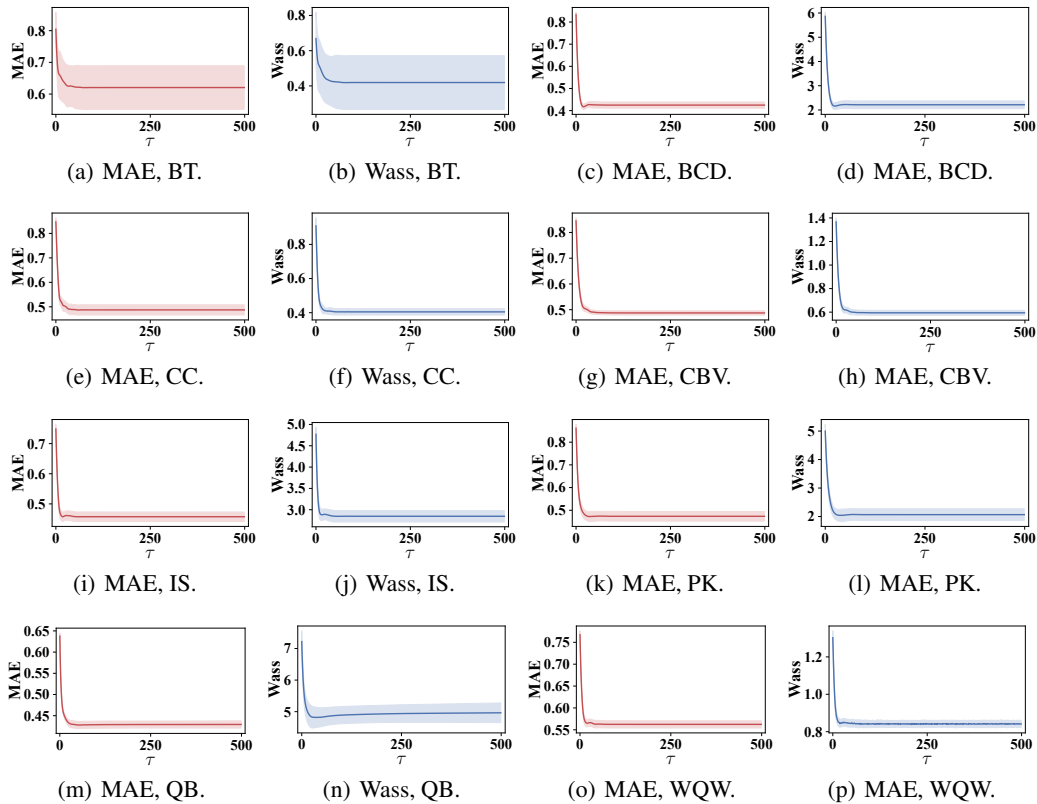 MAE
0.8
0.7
0.6
0
250
500
τ
(a) MAE, BT.
Wass
0.8
0.6
0.4
0
250
500
τ
(b) Wass, BT.
MAE
0.8
0.7
0.6
0.5
0.4
0
250
500
τ
(c) MAE, BCD.
Wass
6
5
4
3
2
0
250
500
τ
(d) MAE, BCD.
MAE
0.8
0.7
0.6
0.5
0
250
500
τ
(e) MAE, CC.
Wass
0.8
0.6
0.4
0
250
500
τ
(f) Wass, CC.
MAE
0.8
0.7
0.6
0.5
0
250
500
τ
(g) MAE, CBV.
Wass
1.4
1.2
1.0
0.8
0.6
0
250
500
τ
(h) MAE, CBV.
MAE
0.7
0.6
0.5
0
250
500
τ
(i) MAE, IS.
Wass
5.0
4.5
4.0
3.5
3.0
0
250
500
τ
(j) Wass, IS.
MAE
0.8
0.7
0.6
0.5
0
250
500
τ
(k) MAE, PK.
Wass
5
4
3
2
0
250
500
τ
(l) MAE, PK.
MAE
0.65
0.60
0.55
0.50
0.45
0
250
500
τ
(m) MAE, QB.
Wass
7
6
5
0
250
500
τ
(n) Wass, QB.
MAE
0.75
0.70
0.65
0.60
0.55
0
250
500
τ
(o) MAE, WQW.
Wass
1.2
1.0
0.8
0
250
500
τ
(p) MAE, WQW.